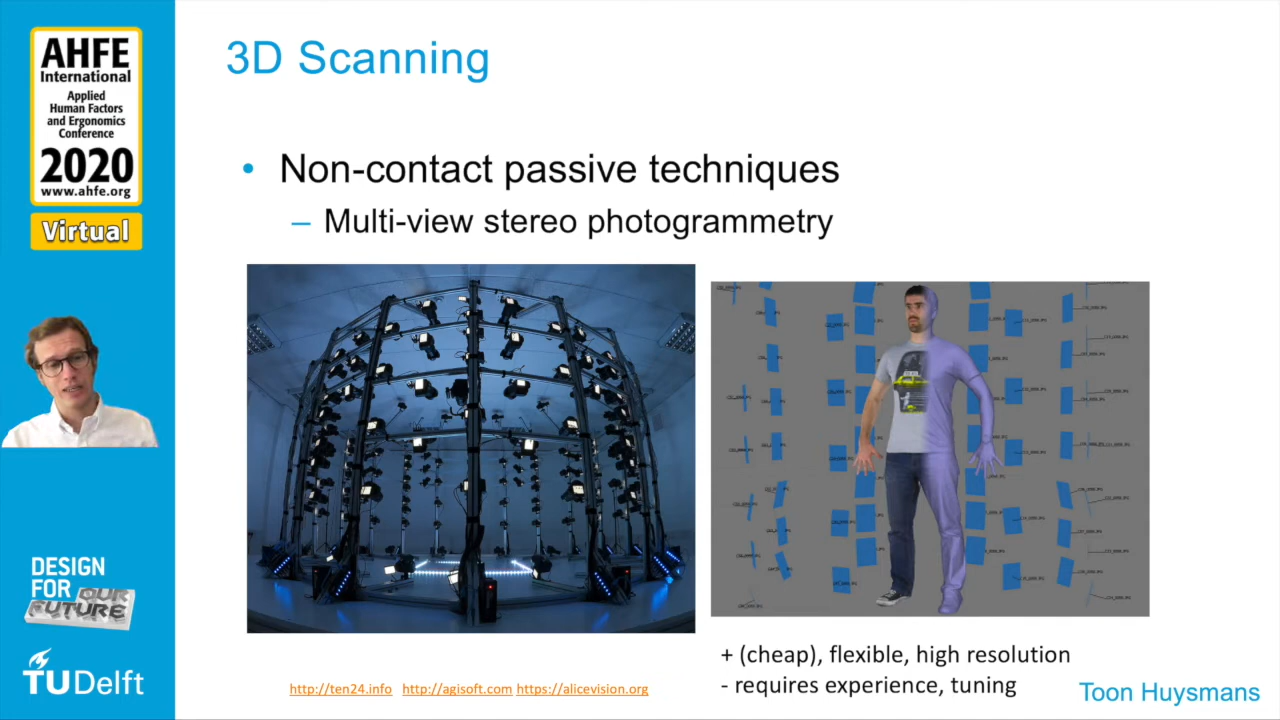 AHFE
International
Applied
Human Factors
and Ergonomics
Conference
2020
www.ahfe.org
Virtual
DESIGN
FOR
OUR
FUTURE
TUDelft
3D Scanning
• Non-contact passive techniques
– Multi-view stereo photogrammetry
http://ten24.info http://agisoft.com https://alicevision.org
+ (cheap), flexible, high resolution
- requires experience, tuning
Toon Huysmans